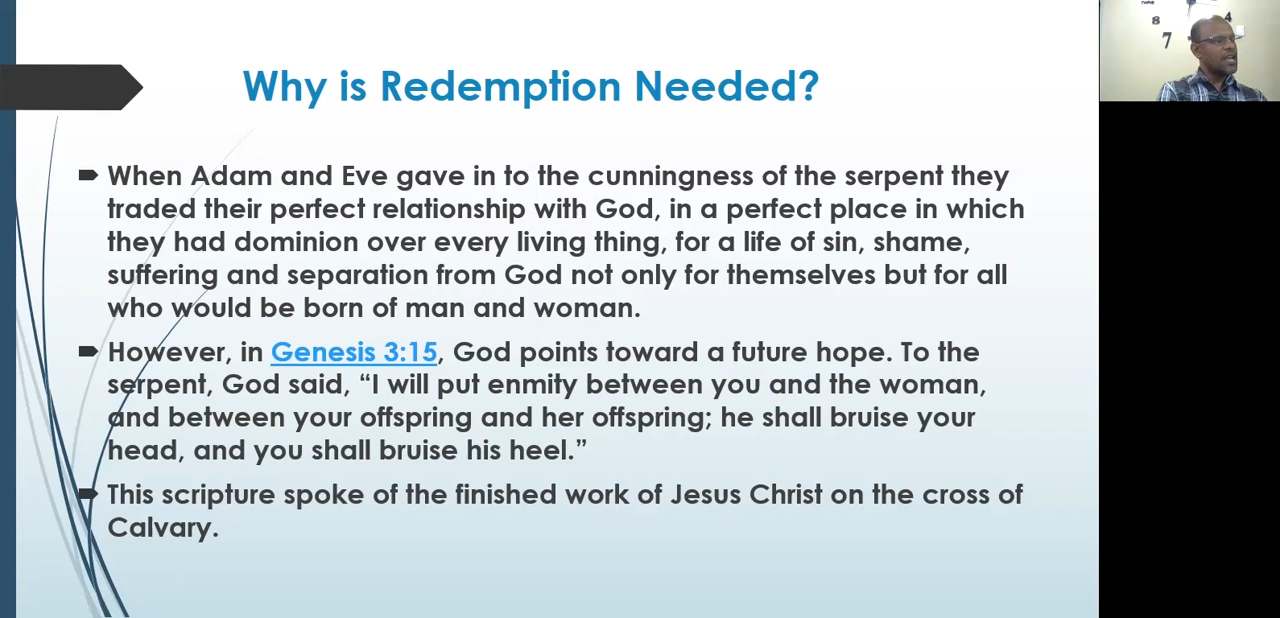 Why is Redemption Needed?
When Adam and Eve gave in to the cunningness of the serpent they
traded their perfect relationship with God, in a perfect place in which
they had dominion over every living thing, for a life of sin, shame,
suffering and separation from God not only for themselves but for all
who would be born of man and woman.
However, in Genesis 3:15, God points toward a future hope. To the
serpent, God said, “I will put enmity between you and the woman,
and between your offspring and her offspring; he shall bruise your
head, and you shall bruise his heel.”
This scripture spoke of the finished work of Jesus Christ on the cross of
Calvary.
8
4
7